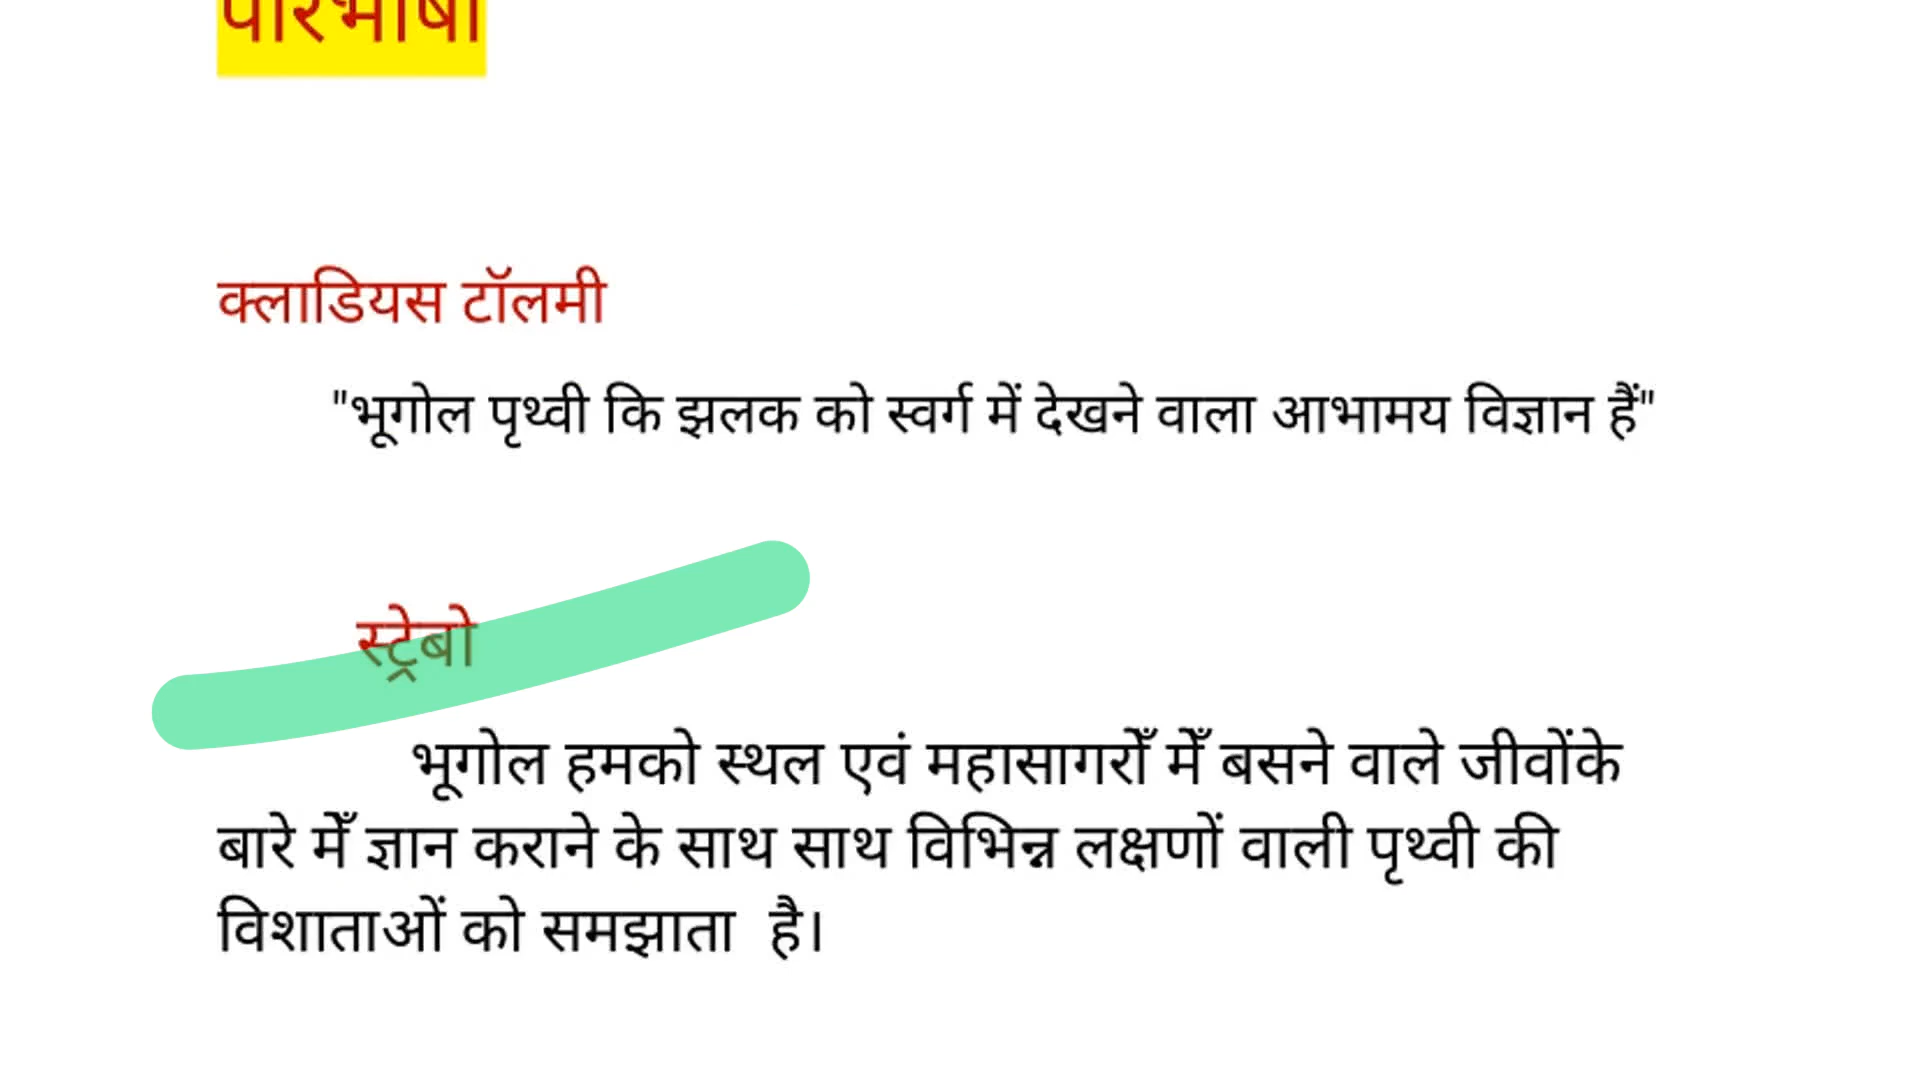 परिभाषा
क्लाडियस टॉलमी
"भूगोल पृथ्वी कि झलक को स्वर्ग में देखने वाला आभामय विज्ञान हैं"
स्ट्रेबो
भूगोल हमको स्थल एवं महासागरोँ मेँ बसने वाले जीवोंके
बारे मेँ ज्ञान कराने के साथ साथ विभिन्न लक्षणों वाली पृथ्वी की
विशाताओं को समझाता है।